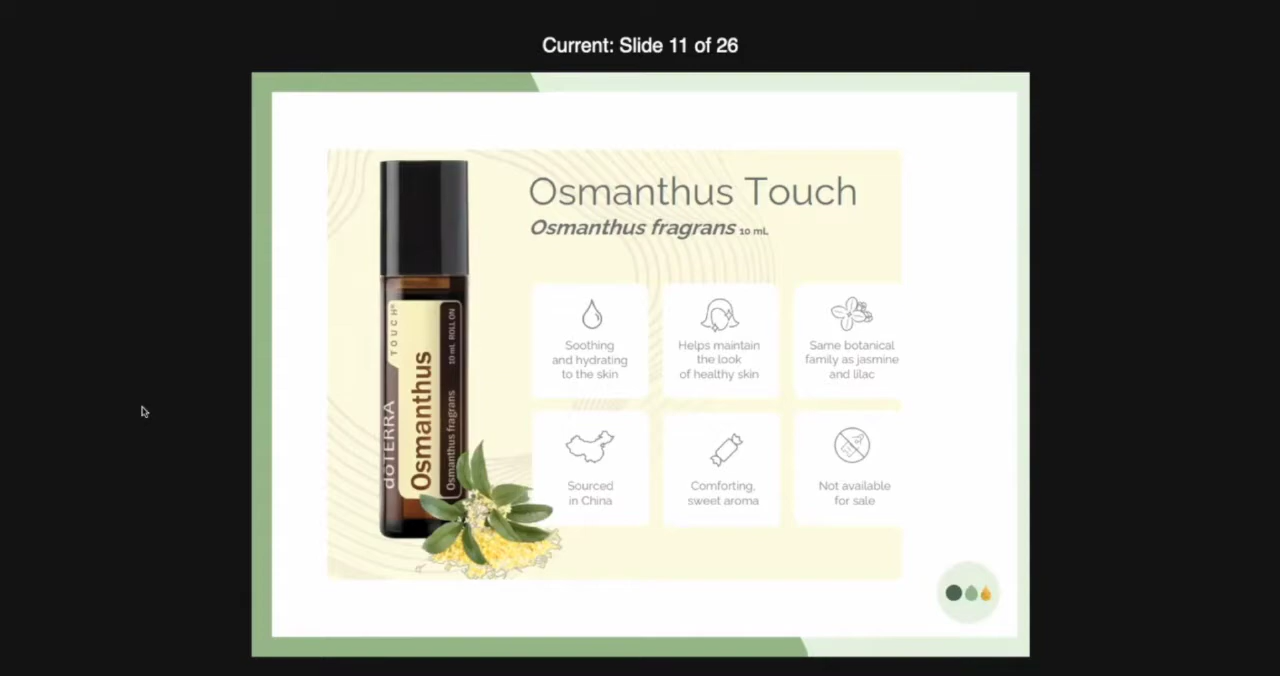 Current: Slide 11 of 26
Osmanthus Touch
Osmanthus fragrans 10 mL
Soothing
and hydrating
to the skin
Helps maintain
the look
of healthy skin
Same botanical
family as jasmine
and lilac
Sourced
in China
Comforting,
sweet aroma
Not available
for sale
dōTERRA
TOUCH®
Osmanthus
Osmanthus fragrans 10 mL ROLL ON